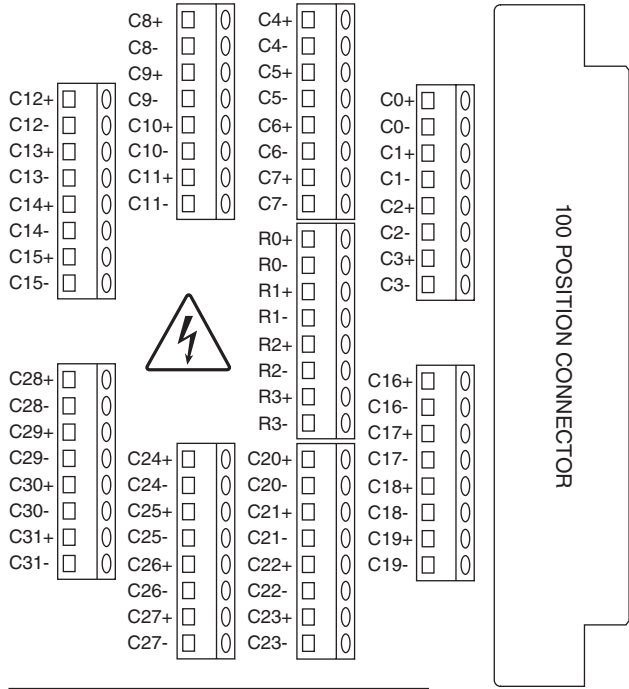 C8+
C8-
C9+
C9-
C10+
C10-
C11+
C11-
C4+
C4-
C5+
C5-
C6+
C6-
C7+
C7-
C12+
C12-
C13+
C13-
C14+
C14-
C15+
C15-
C0+
C0-
C1+
C1-
C2+
C2-
C3+
C3-
R0+
R0-
R1+
R1-
R2+
R2-
R3+
R3-
C28+
C28-
C29+
C29-
C30+
C30-
C31+
C31-
C24+
C24-
C25+
C25-
C26+
C26-
C27+
C27-
C20+
C20-
C21+
C21-
C22+
C22-
C23+
C23-
C16+
C16-
C17+
C17-
C18+
C18-
C19+
C19-
100 POSITION CONNECTOR